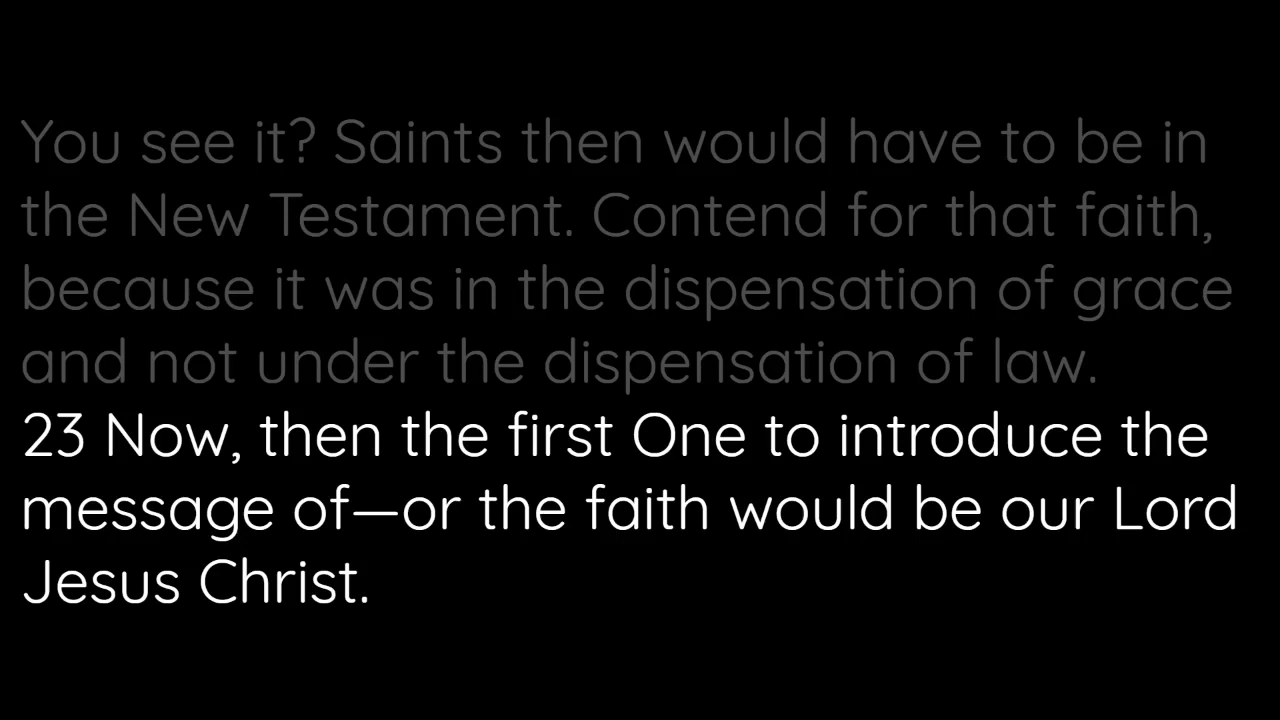 You see it? Saints then would have to be in
the New Testament. Contend for that faith,
because it was in the dispensation of grace
and not under the dispensation of law.
23 Now, then the first One to introduce the
message of—or the faith would be our Lord
Jesus Christ.